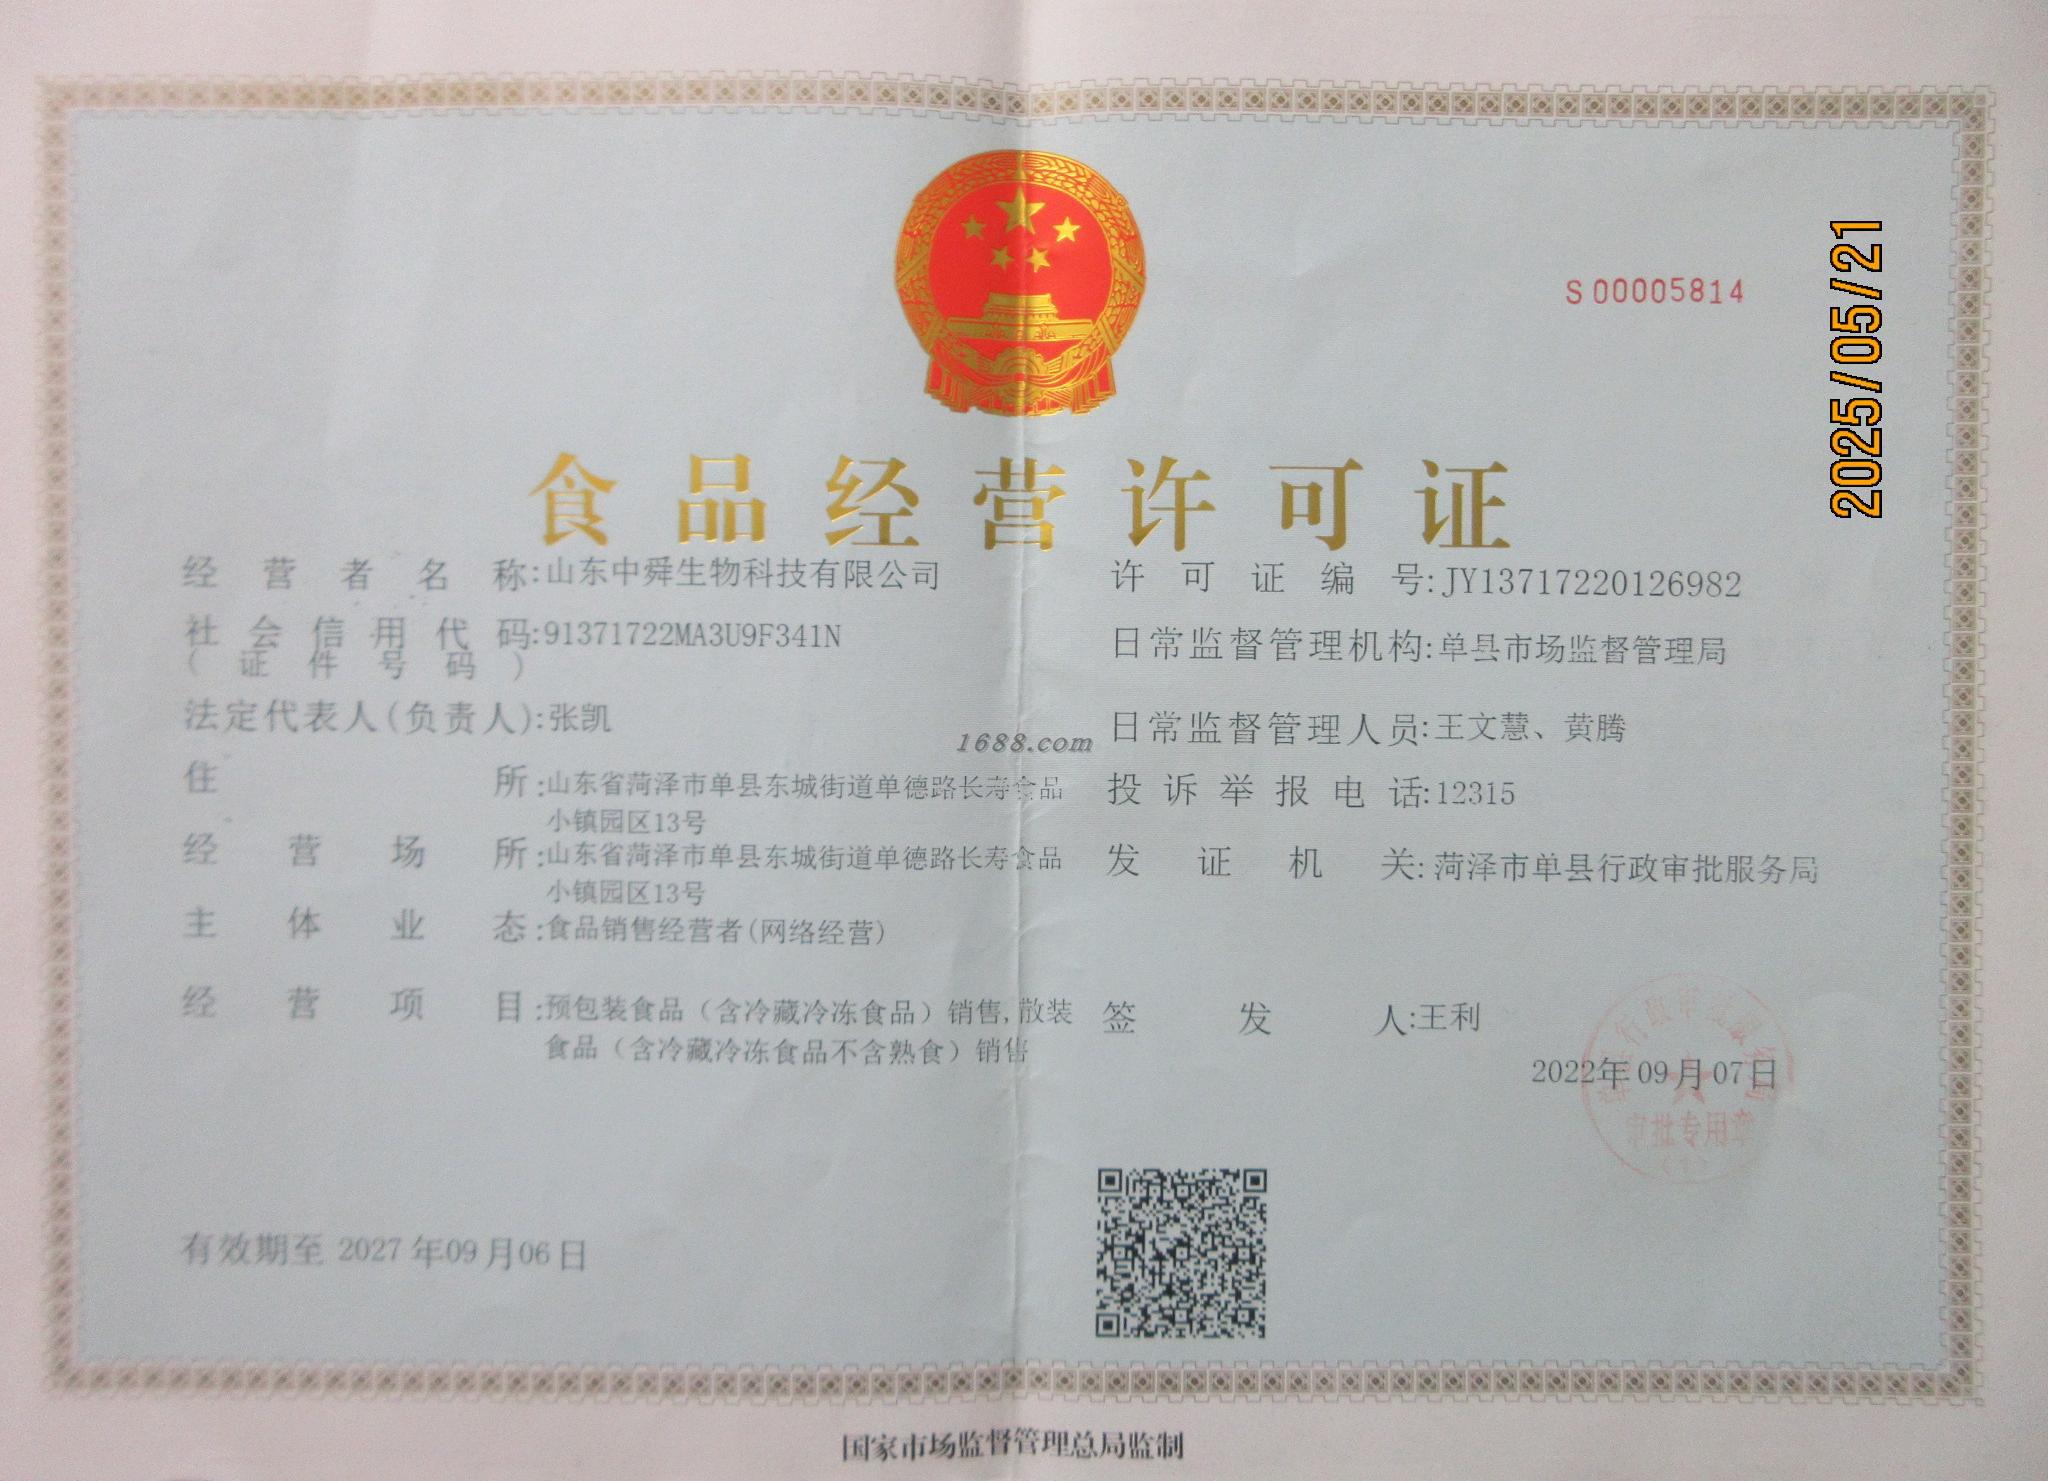 S00005814
2025/05/21
食品经营许可证
经营者名称:山东中舜生物科技有限公司
社会信用代码:91371722MA3U9F341N
(证件号码)
法定代表人(负责人):张凯
住所:山东省菏泽市单县东城街道单德路长寿食品
小镇园区13号
经营场所:山东省菏泽市单县东城街道单德路长寿食品
小镇园区13号
主体业态:食品销售经营者(网络经营)
经营项目:预包装食品（含冷藏冷冻食品）销售,散装
食品（含冷藏冷冻食品不含熟食）销售
有效期至 2027年09月06日
许可证编号:JY13717220126982
日常监督管理机构:单县市场监督管理局
日常监督管理人员:王文慧、黄腾
投诉举报电话:12315
发证机关:菏泽市单县行政审批服务局
签发人:王利
2022年09月07日
审批专用章
1688.com
国家市场监督管理总局监制